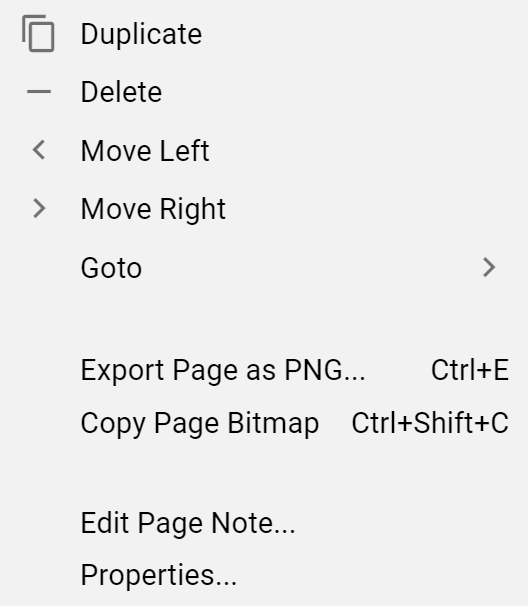 Duplicate
Delete
Move Left
Move Right
Goto
Export Page as PNG... Ctrl+E
Copy Page Bitmap Ctrl+Shift+C
Edit Page Note...
Properties...